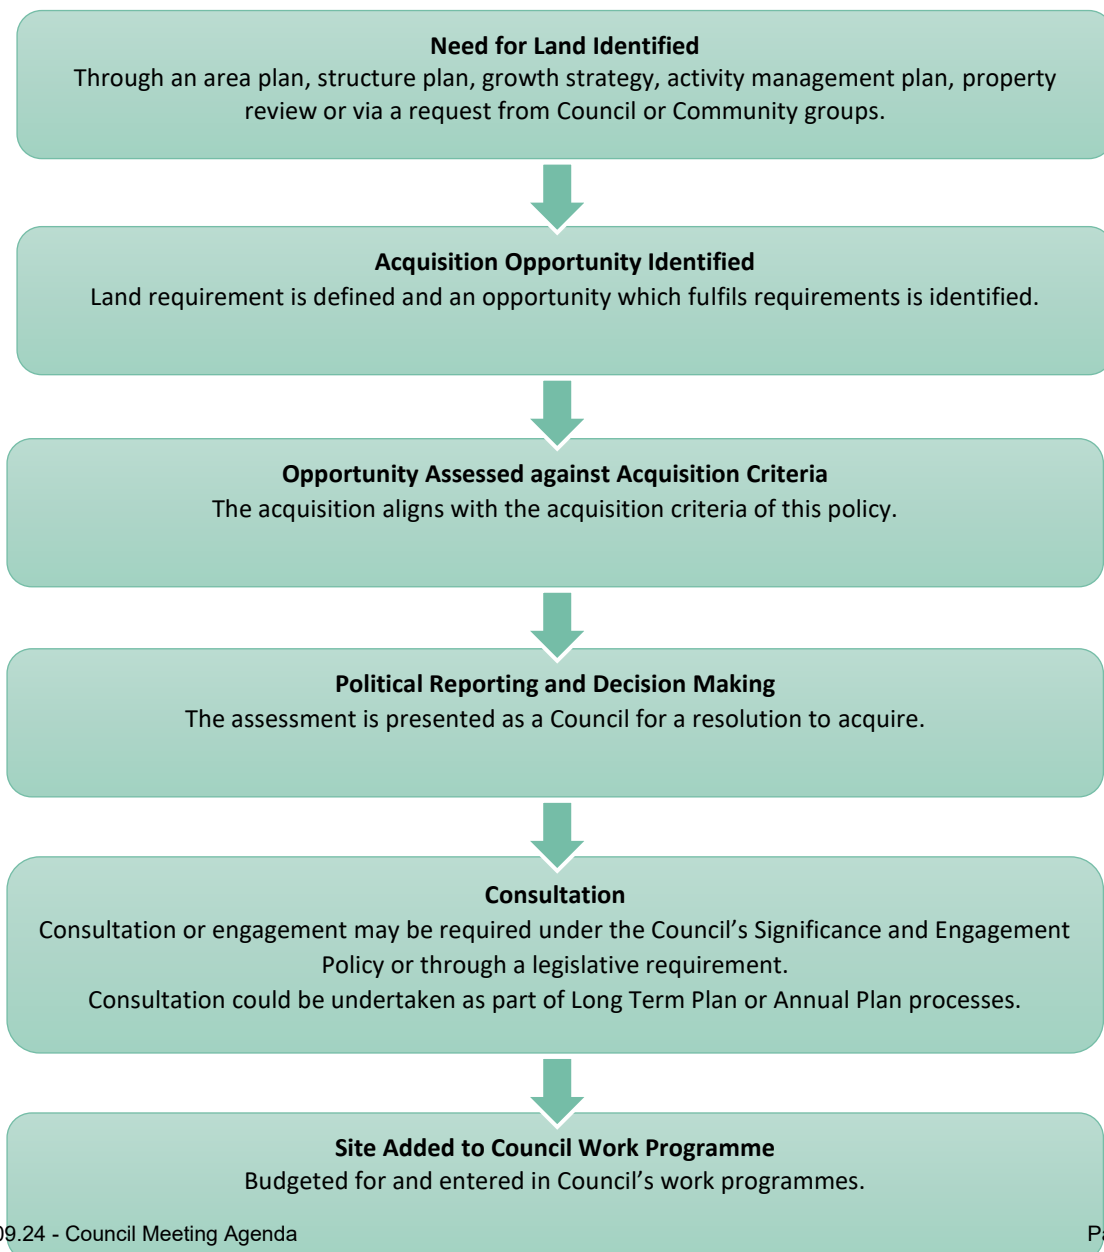 Need for Land Identified
Through an area plan, structure plan, growth strategy, activity management plan, property
review or via a request from Council or Community groups.
Acquisition Opportunity Identified
Land requirement is defined and an opportunity which fulfils requirements is identified.
Opportunity Assessed against Acquisition Criteria
The acquisition aligns with the acquisition criteria of this policy.
Political Reporting and Decision Making
The assessment is presented as a Council for a resolution to acquire.
Consultation
Consultation or engagement may be required under the Council’s Significance and Engagement
Policy or through a legislative requirement.
Consultation could be undertaken as part of Long Term Plan or Annual Plan processes.
Site Added to Council Work Programme
Budgeted for and entered in Council’s work programmes.
09.24 - Council Meeting Agenda